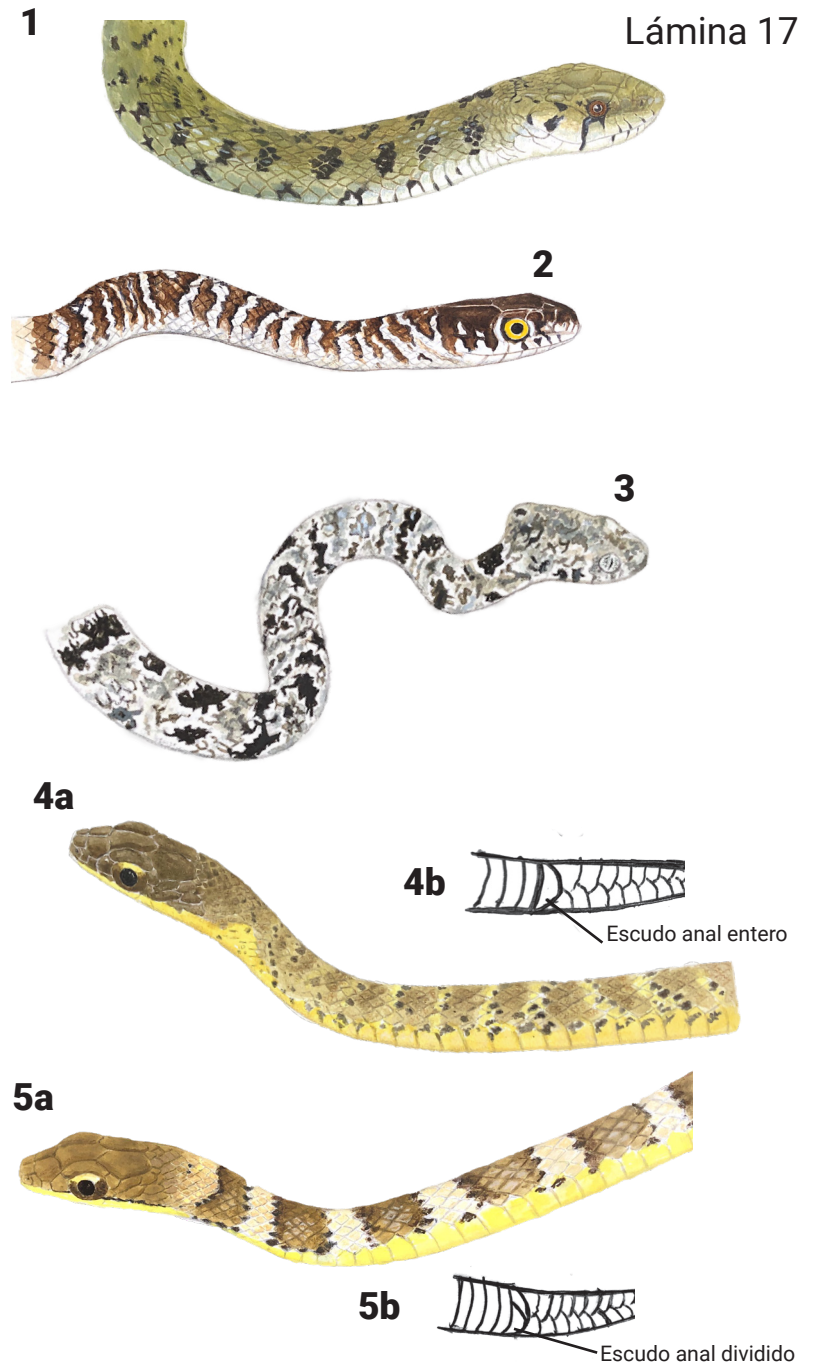 1
Lámina 17
2
3
4a
4b
Escudo anal entero
5a
5b
Escudo anal dividido